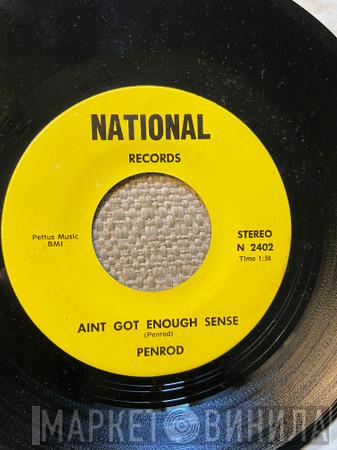 NATIONAL
RECORDS
Pettus Music
BMI
STEREO
N 2402
Time 1:58
AINT GOT ENOUGH SENSE
(Penrod)
PENROD
МАРКЕТ ВИНИЛА